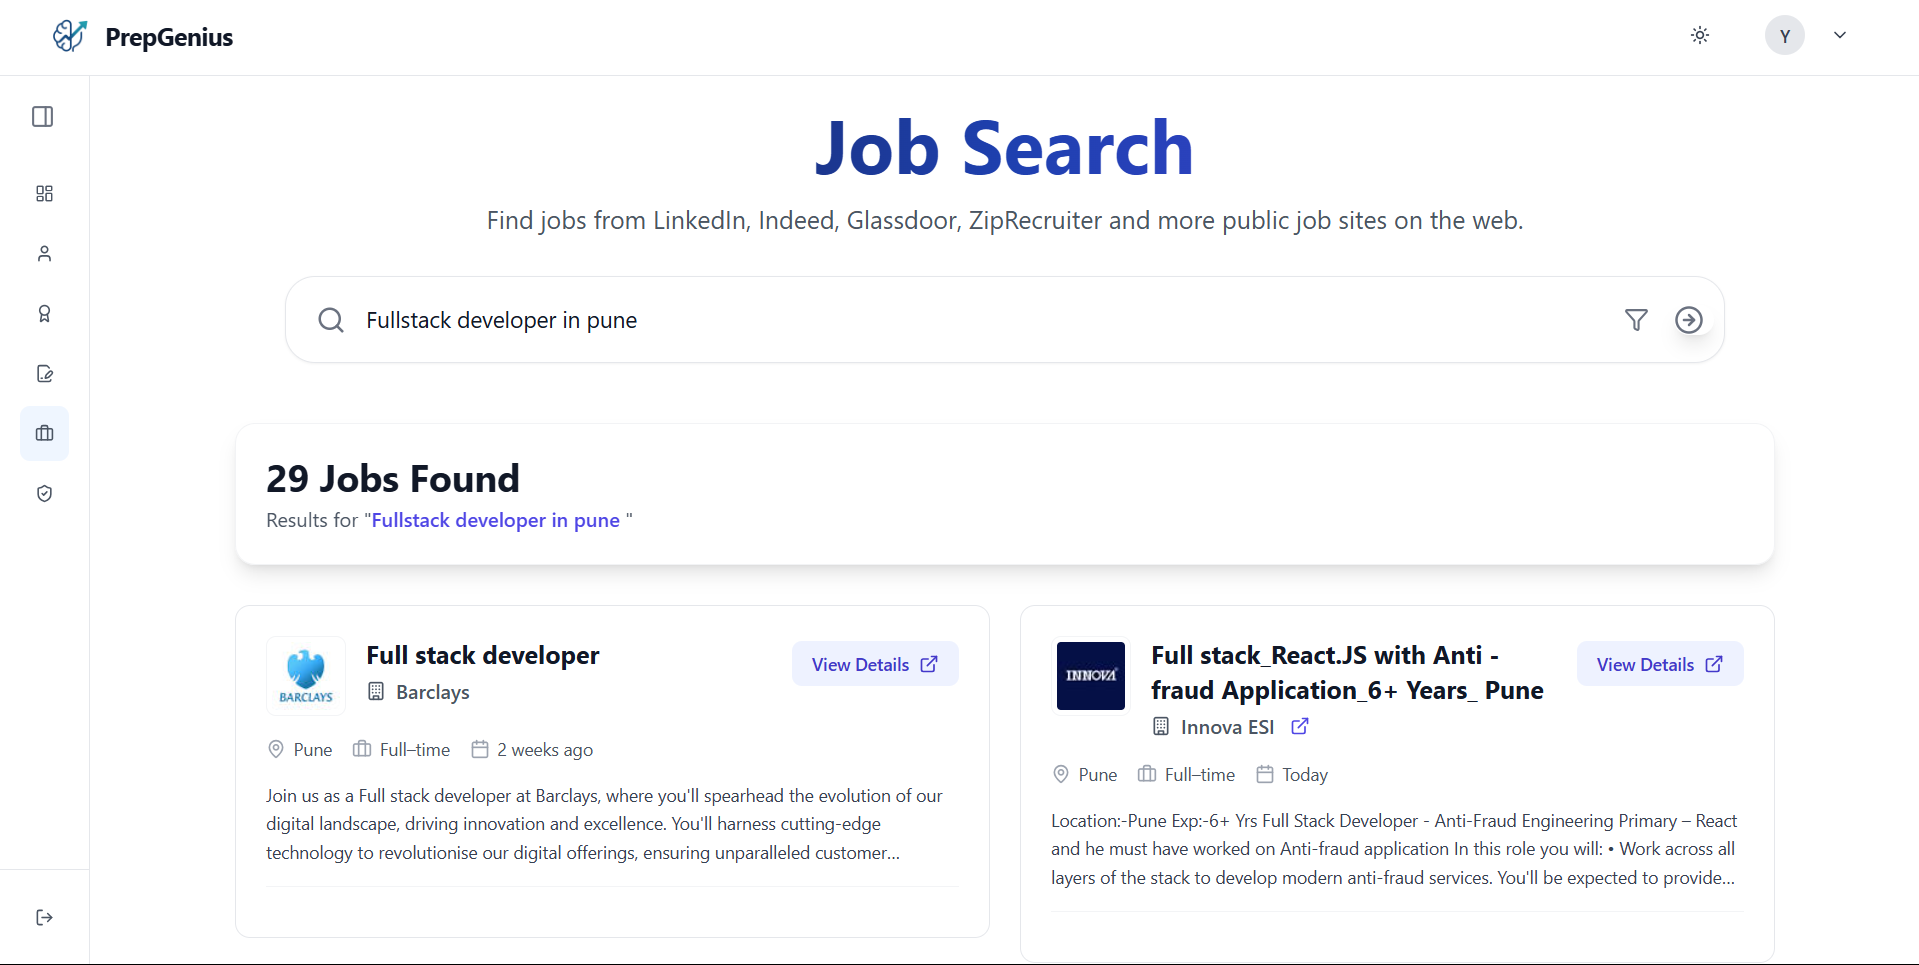 PrepGenius
Y
Job Search
Find jobs from LinkedIn, Indeed, Glassdoor, ZipRecruiter and more public job sites on the web.
Fullstack developer in pune
29 Jobs Found
Results for "Fullstack developer in pune "
BARCLAYS
Full stack developer
Barclays
View Details
Pune
Full–time
2 weeks ago
Join us as a Full stack developer at Barclays, where you'll spearhead the evolution of our
digital landscape, driving innovation and excellence. You'll harness cutting-edge
technology to revolutionise our digital offerings, ensuring unparalleled customer...
INNOVA
Full stack_React.JS with Anti -
fraud Application_6+ Years_ Pune
Innova ESI
View Details
Pune
Full–time
Today
Location:-Pune Exp:-6+ Yrs Full Stack Developer - Anti-Fraud Engineering Primary – React
and he must have worked on Anti-fraud application In this role you will: • Work across all
layers of the stack to develop modern anti-fraud services. You'll be expected to provide...